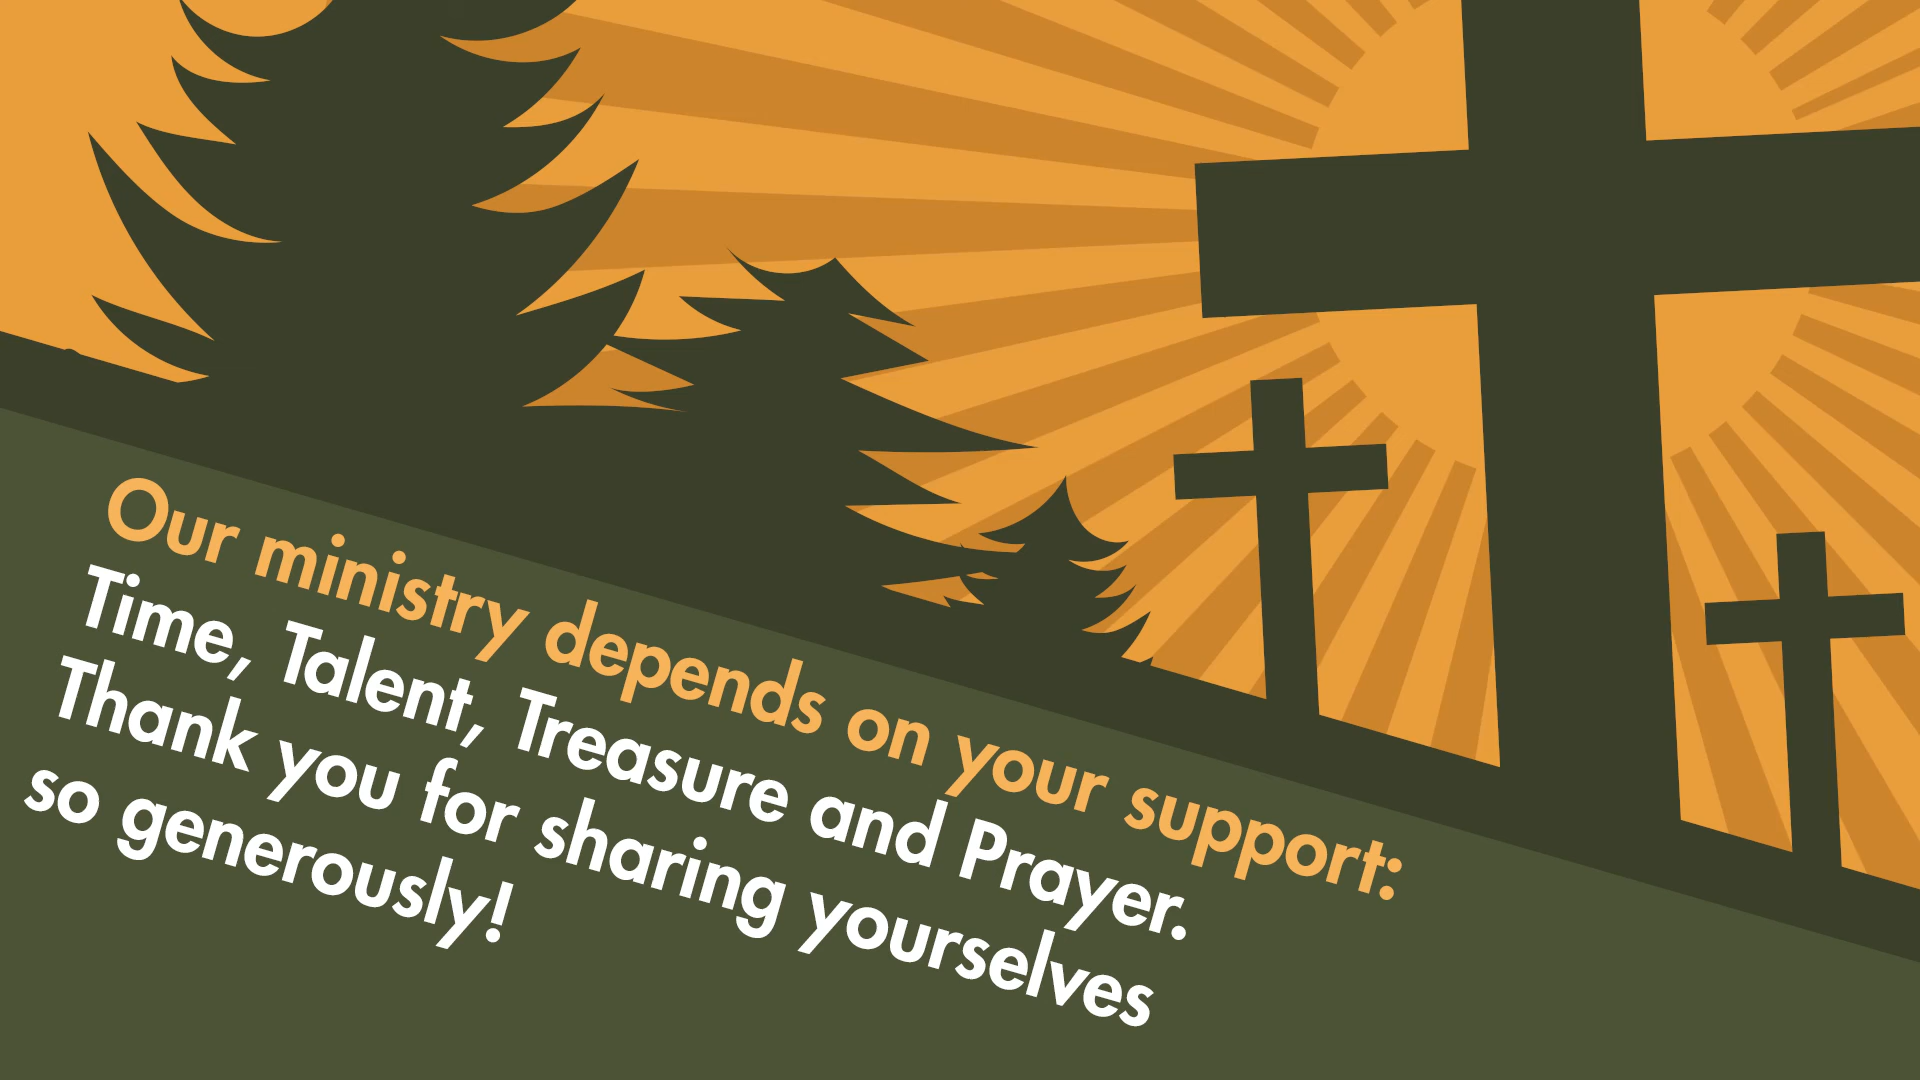 Our ministry depends on your support:
Time, Talent, Treasure and Prayer.
Thank you for sharing yourselves
so generously!